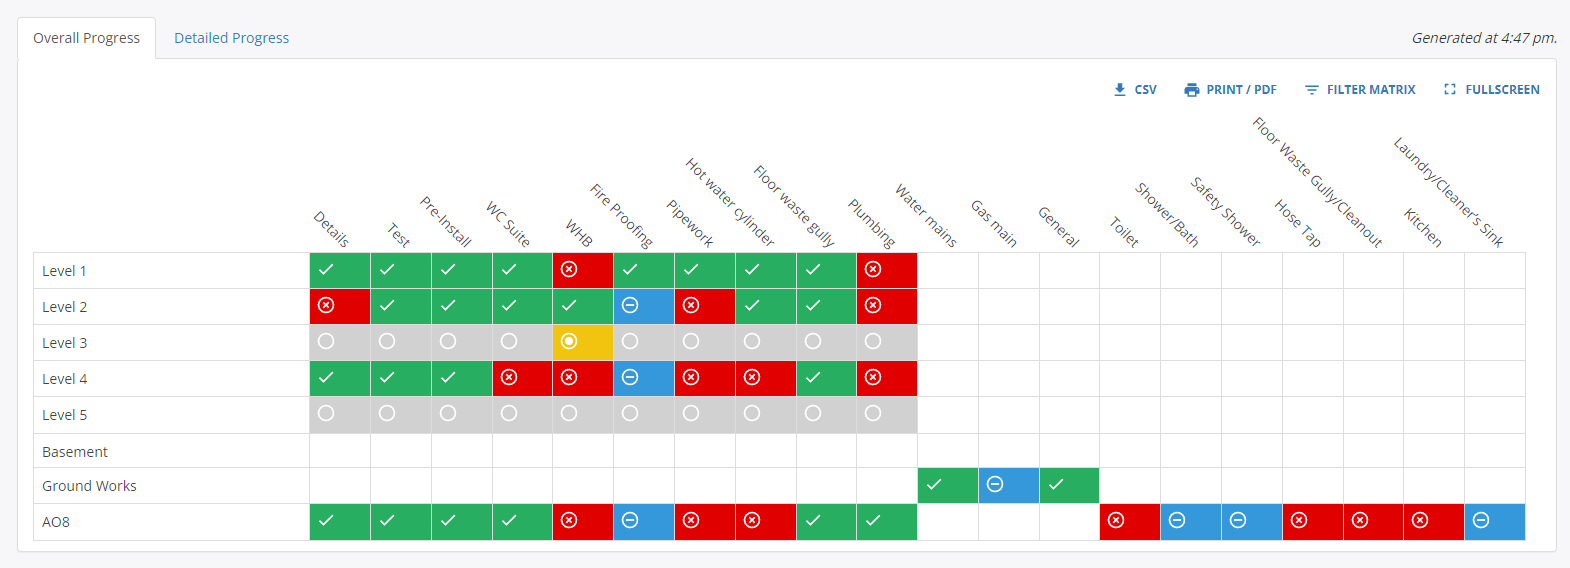 Overall Progress
Detailed Progress
Generated at 4:47 pm.
CSV
PRINT / PDF
FILTER MATRIX
FULLSCREEN
Details
Test
Pre-Install
WC Suite
WHB
Fire Proofing
Pipework
Hot water cylinder
Floor waste gully
Plumbing
Water mains
Gas main
General
Toilet
Shower/Bath
Safety Shower
Hose Tap
Floor Waste Gully/Cleanout
Kitchen
Laundry/Cleaner's Sink
Level 1
Level 2
Level 3
Level 4
Level 5
Basement
Ground Works
AO8